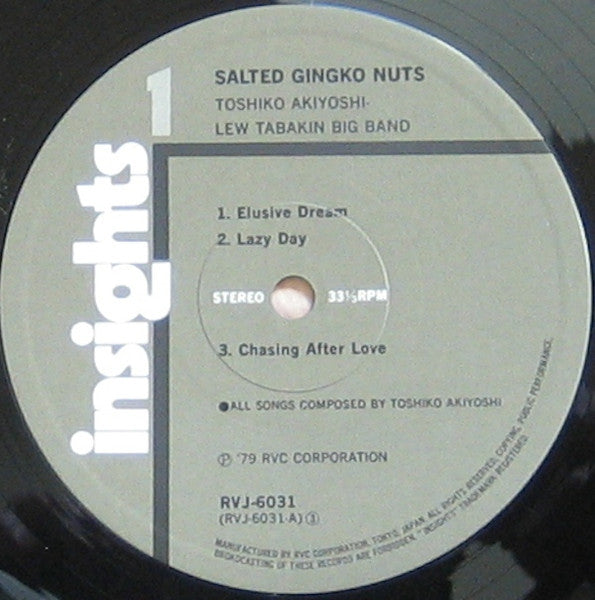 1
SALTED GINGKO NUTS
TOSHIKO AKIYOSHI-
LEW TABAKIN BIG BAND
insights
1. Elusive Dream
2. Lazy Day
STEREO 33⅓RPM
3. Chasing After Love
●ALL SONGS COMPOSED BY TOSHIKO AKIYOSHI
℗ '79 RVC CORPORATION
RVJ-6031
(RVJ-6031-A)①
MANUFACTURED BY RVC CORPORATION, TOKYO, JAPAN. ALL RIGHTS RESERVED, COPYING, PUBLIC PERFORMANCE,
BROADCASTING OF THESE RECORDS ARE FORBIDDEN. "INSIGHTS" TRADEMARK REGISTERED.